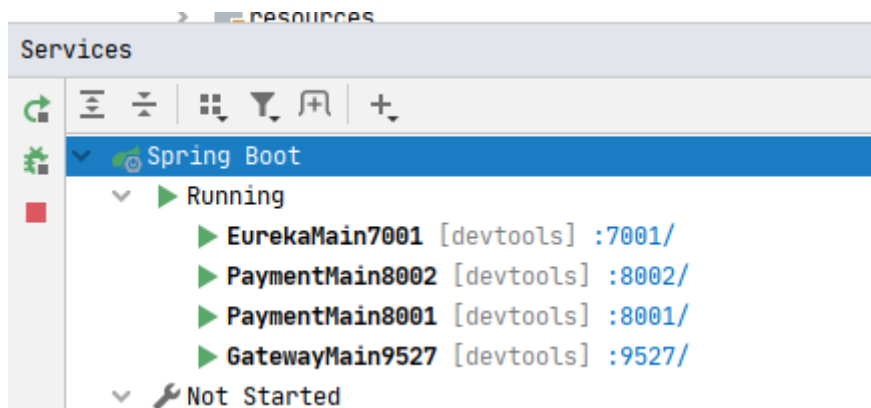 resources
Services
Spring Boot
Running
EurekaMain7001 [devtools] :7001/
PaymentMain8002 [devtools] :8002/
PaymentMain8001 [devtools] :8001/
GatewayMain9527 [devtools] :9527/
Not Started